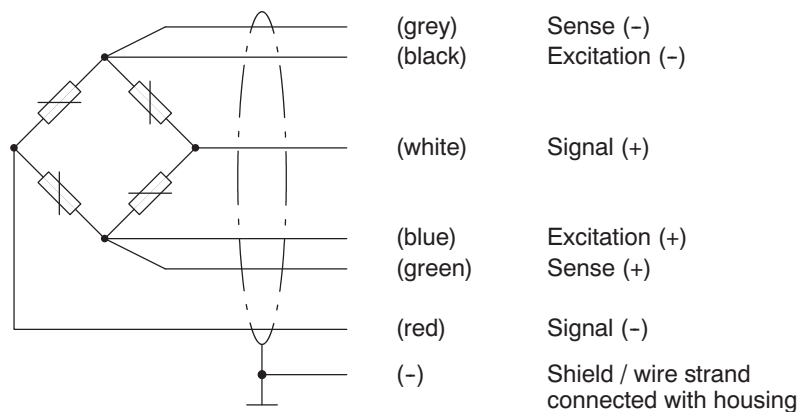 (grey) Sense (-)
(black) Excitation (-)
(white) Signal (+)
(blue) Excitation (+)
(green) Sense (+)
(red) Signal (-)
(-) Shield / wire strand
connected with housing